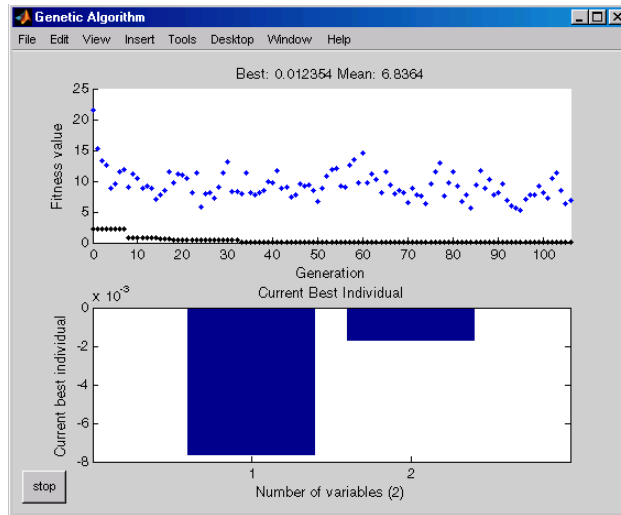 Genetic Algorithm
File Edit View Insert Tools Desktop Window Help
Best: 0.012354 Mean: 6.8364
25
20
15
10
5
0
Fitness value
0 10 20 30 40 50 60 70 80 90 100
Generation
x 10^-3
Current Best Individual
0
-2
-4
-6
-8
Current best individual
1 2
Number of variables (2)
stop